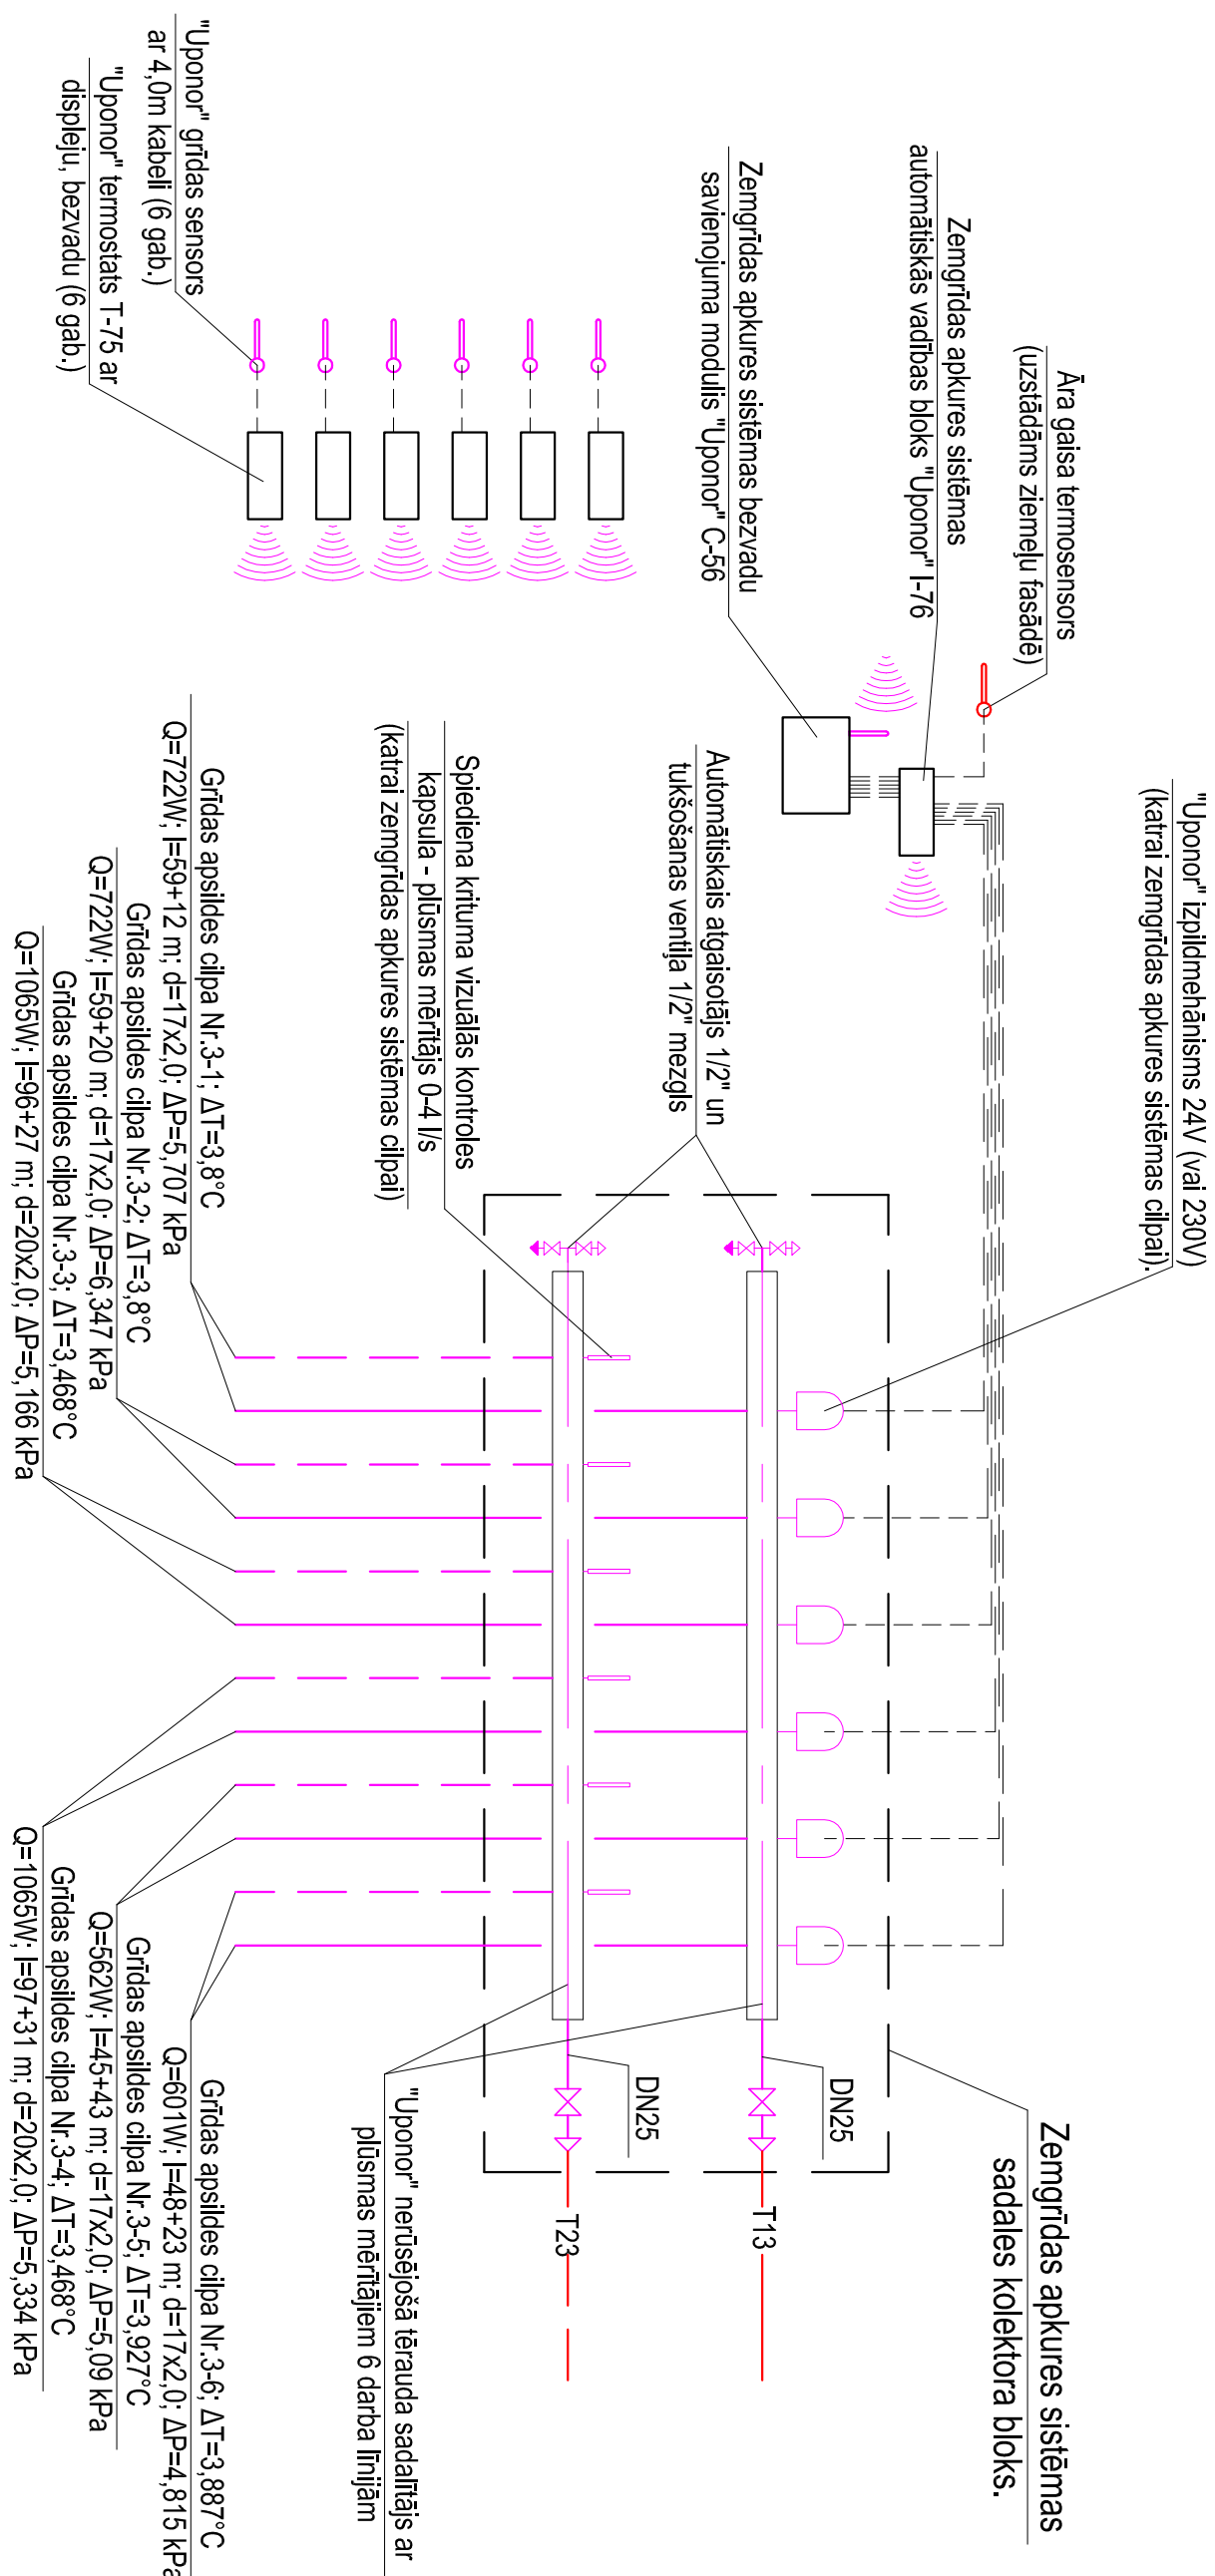 "Uponor" izpildmehānisms 24V (vai 230V)
(katrai zemgrīdas apkures sistēmas cilpai).
Āra gaisa termosensors
(uzstādāms ziemeļu fasādē)
Zemgrīdas apkures sistēmas
automātiskās vadības bloks "Uponor" I-76
Zemgrīdas apkures sistēmas bezvadu
savienojuma modulis "Uponor" C-56
"Uponor" grīdas sensors
ar 4,0m kabeli (6 gab.)
"Uponor" termostats T-75 ar
displeju, bezvadu (6 gab.)
Automātiskais atgaisotājs 1/2" un
tukšošanas ventiļa 1/2" mezgls
Spiediena krituma vizuālās kontroles
kapsula - plūsmas mērītājs 0-4 l/s
(katrai zemgrīdas apkures sistēmas cilpai)
Grīdas apsildes cilpa Nr.3-1; ΔT=3,8°C
Q=722W; l=59+12 m; d=17x2,0; ΔP=5,707 kPa
Grīdas apsildes cilpa Nr.3-2; ΔT=3,8°C
Q=722W; l=59+20 m; d=17x2,0; ΔP=6,347 kPa
Grīdas apsildes cilpa Nr.3-3; ΔT=3,468°C
Q=1065W; l=96+27 m; d=20x2,0; ΔP=5,166 kPa
Zemgrīdas apkures sistēmas
sadales kolektora bloks.
DN25
DN25
T13
T23
"Uponor" nerūsējošā tērauda sadalītājs ar
plūsmas mērītājiem 6 darba līnijām
Grīdas apsildes cilpa Nr.3-6; ΔT=3,887°C
Q=601W; l=48+23 m; d=17x2,0; ΔP=4,815 kPa
Grīdas apsildes cilpa Nr.3-5; ΔT=3,927°C
Q=562W; l=45+43 m; d=17x2,0; ΔP=5,09 kPa
Grīdas apsildes cilpa Nr.3-4; ΔT=3,468°C
Q=1065W; l=97+31 m; d=20x2,0; ΔP=5,334 kPa